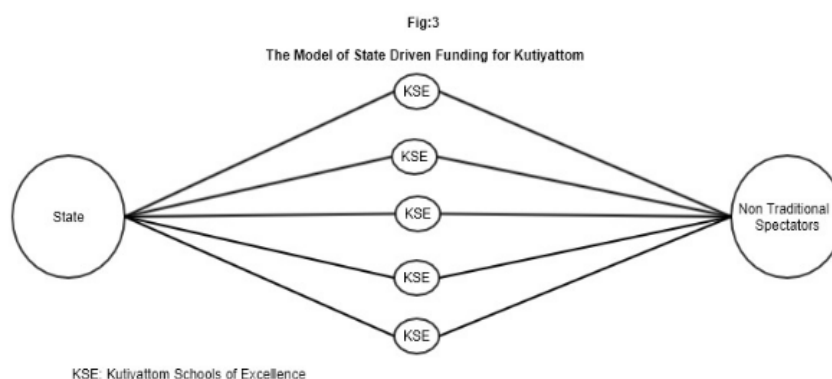 Fig:3
The Model of State Driven Funding for Kutiyattom
KSE
KSE
State
KSE
Non Traditional
Spectators
KSE
KSE
KSE: Kutiyattom Schools of Excellence